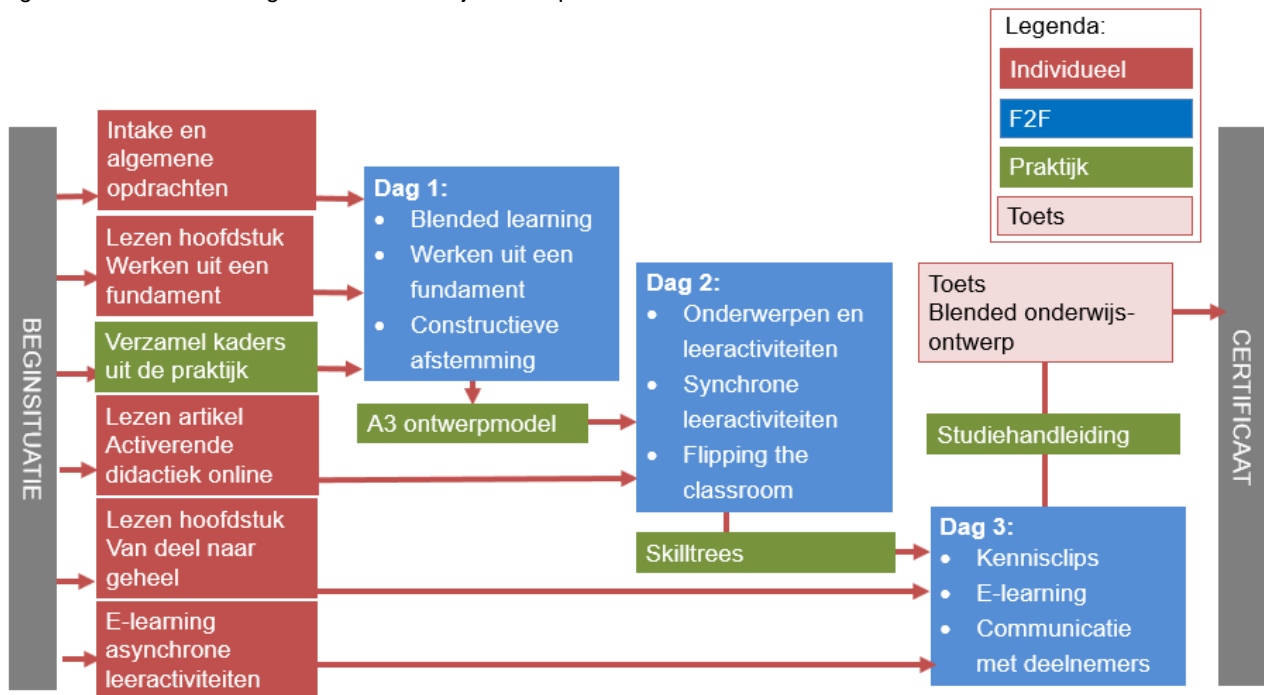 Legenda:
Individueel
F2F
Praktijk
Toets
BEGINSITUATIE
Intake en
algemene
opdrachten
Lezen hoofdstuk
Werken uit een
fundament
Verzamel kaders
uit de praktijk
Lezen artikel
Activerende
didactiek online
Lezen hoofdstuk
Van deel naar
geheel
E-learning
asynchrone
leeractiviteiten
Dag 1:
• Blended learning
• Werken uit een
fundament
• Constructieve
afstemming
A3 ontwerpmodel
Dag 2:
• Onderwerpen en
leeractiviteiten
• Synchrone
leeractiviteiten
• Flipping the
classroom
Skilltrees
Dag 3:
• Kennisclips
• E-learning
• Communicatie
met deelnemers
Studiehandleiding
Toets
Blended onderwijs-
ontwerp
CERTIFICAAT